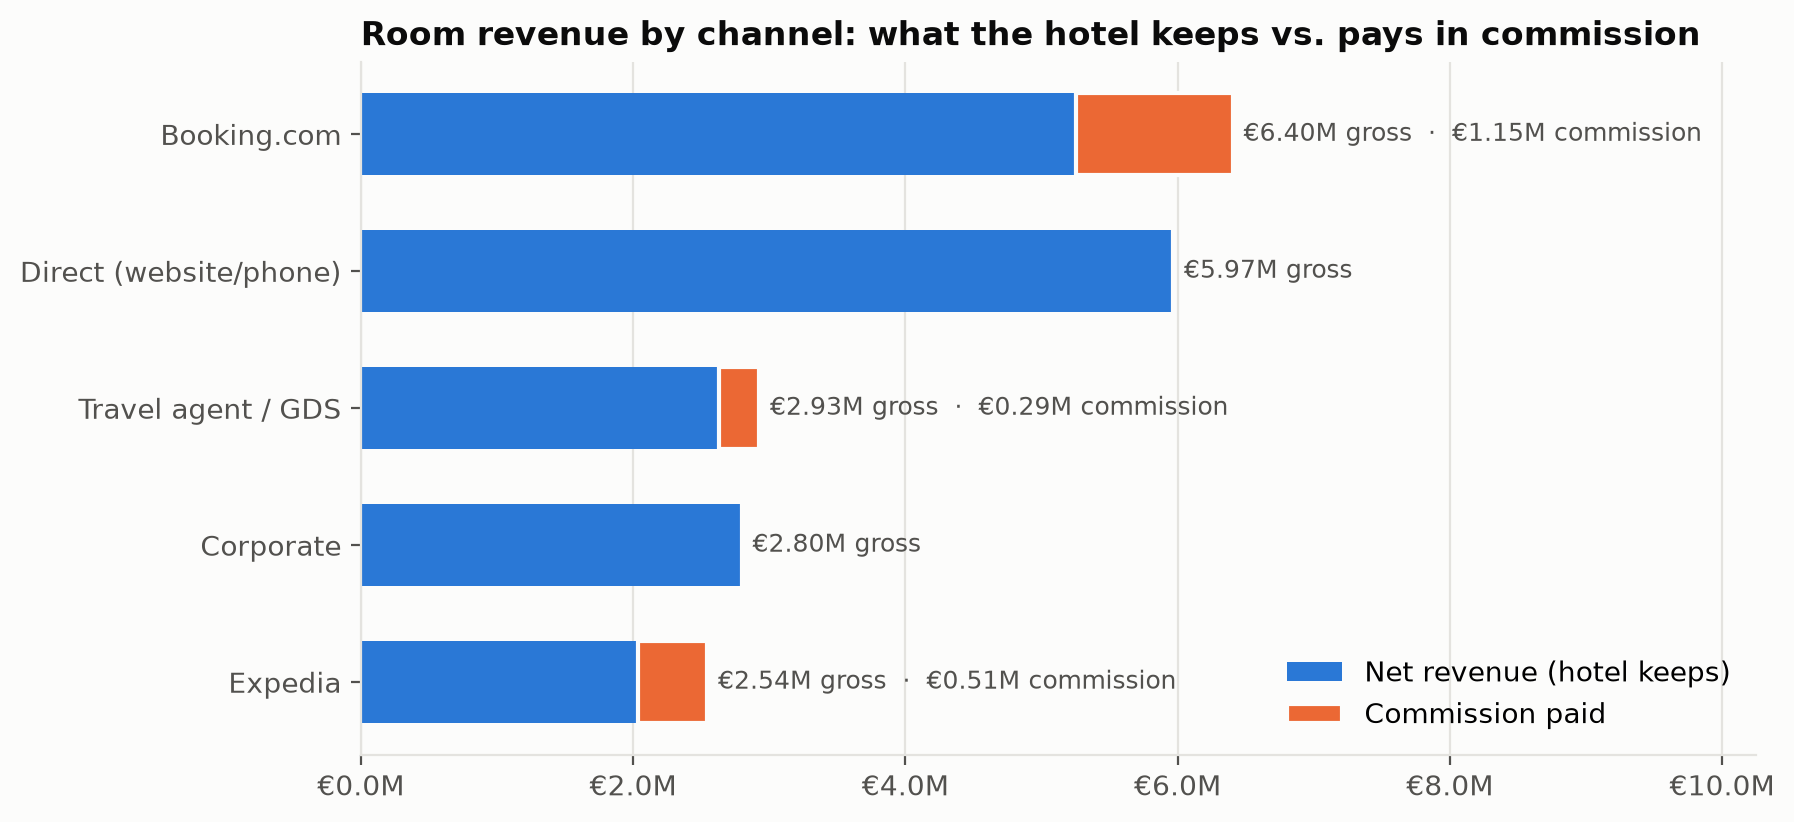 Room revenue by channel: what the hotel keeps vs. pays in commission
Booking.com
€6.40M gross · €1.15M commission
Direct (website/phone)
€5.97M gross
Travel agent / GDS
€2.93M gross · €0.29M commission
Corporate
€2.80M gross
Expedia
€2.54M gross · €0.51M commission
Net revenue (hotel keeps)
Commission paid
€0.0M €2.0M €4.0M €6.0M €8.0M €10.0M